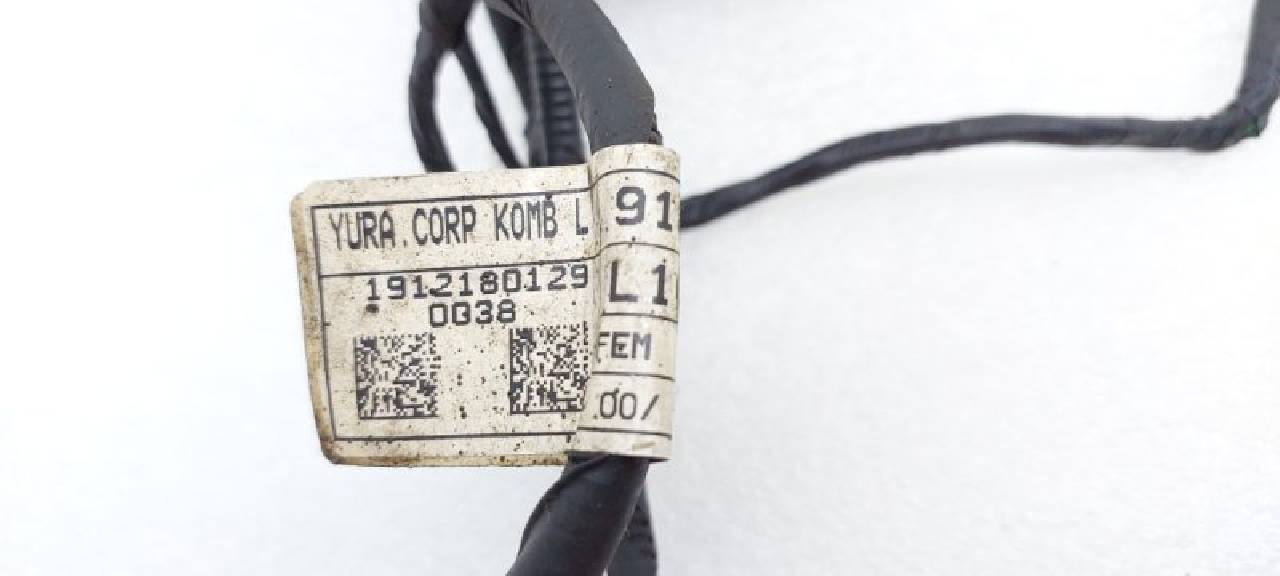 YURA.CORP KOMB L
1912180129
0038
91
L1
FEM
.00/